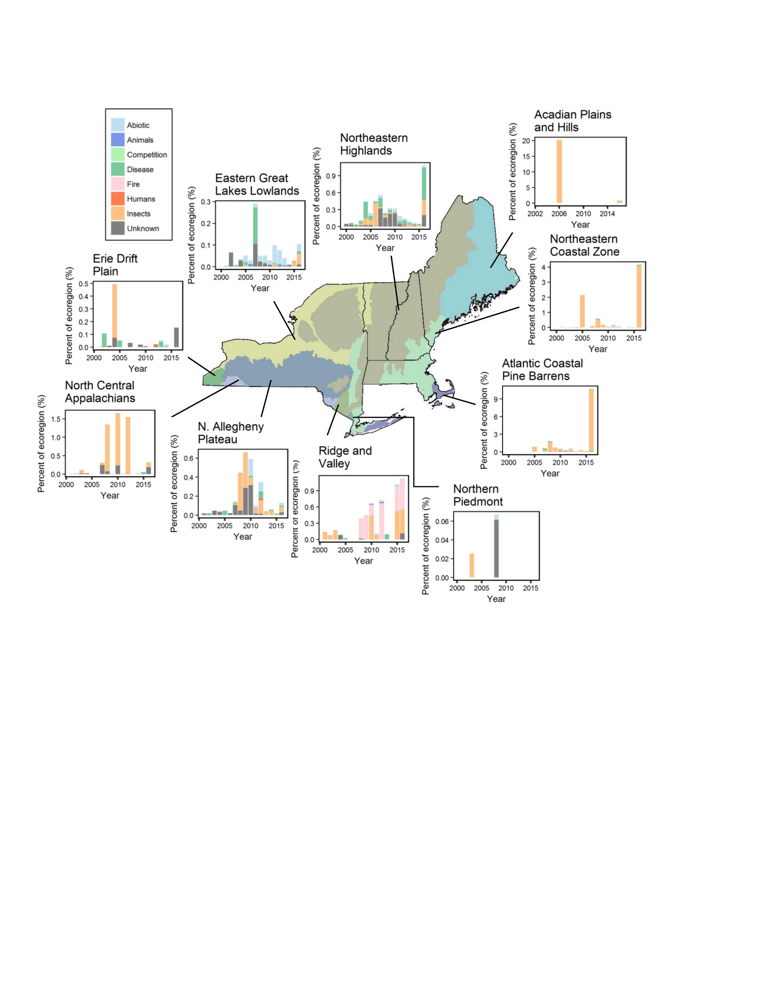 Abiotic
Animals
Competition
Disease
Fire
Humans
Insects
Unknown
Acadian Plains
and Hills
Percent of ecoregion (%)
20
15
10
5
0
2002 2006 2010 2014
Year
Northeastern
Highlands
Percent of ecoregion (%)
0.9
0.6
0.3
0.0
2000 2005 2010 2015
Year
Eastern Great
Lakes Lowlands
Percent of ecoregion (%)
0.3
0.2
0.1
0.0
2000 2005 2010 2015
Year
Northeastern
Coastal Zone
Percent of ecoregion (%)
4
3
2
1
0
2000 2005 2010 2015
Year
Erie Drift
Plain
Percent of ecoregion (%)
0.5
0.4
0.3
0.2
0.1
0.0
2000 2005 2010 2015
Year
Atlantic Coastal
Pine Barrens
Percent of ecoregion (%)
9
6
3
0
2000 2005 2010 2015
Year
North Central
Appalachians
Percent of ecoregion (%)
1.5
1.0
0.5
0.0
2000 2005 2010 2015
Year
N. Allegheny
Plateau
Percent of ecoregion (%)
0.6
0.4
0.2
0.0
2000 2005 2010 2015
Year
Ridge and
Valley
Percent of ecoregion (%)
0.9
0.6
0.3
0.0
2000 2005 2010 2015
Year
Northern
Piedmont
Percent of ecoregion (%)
0.06
0.04
0.02
0.00
2000 2005 2010 2015
Year